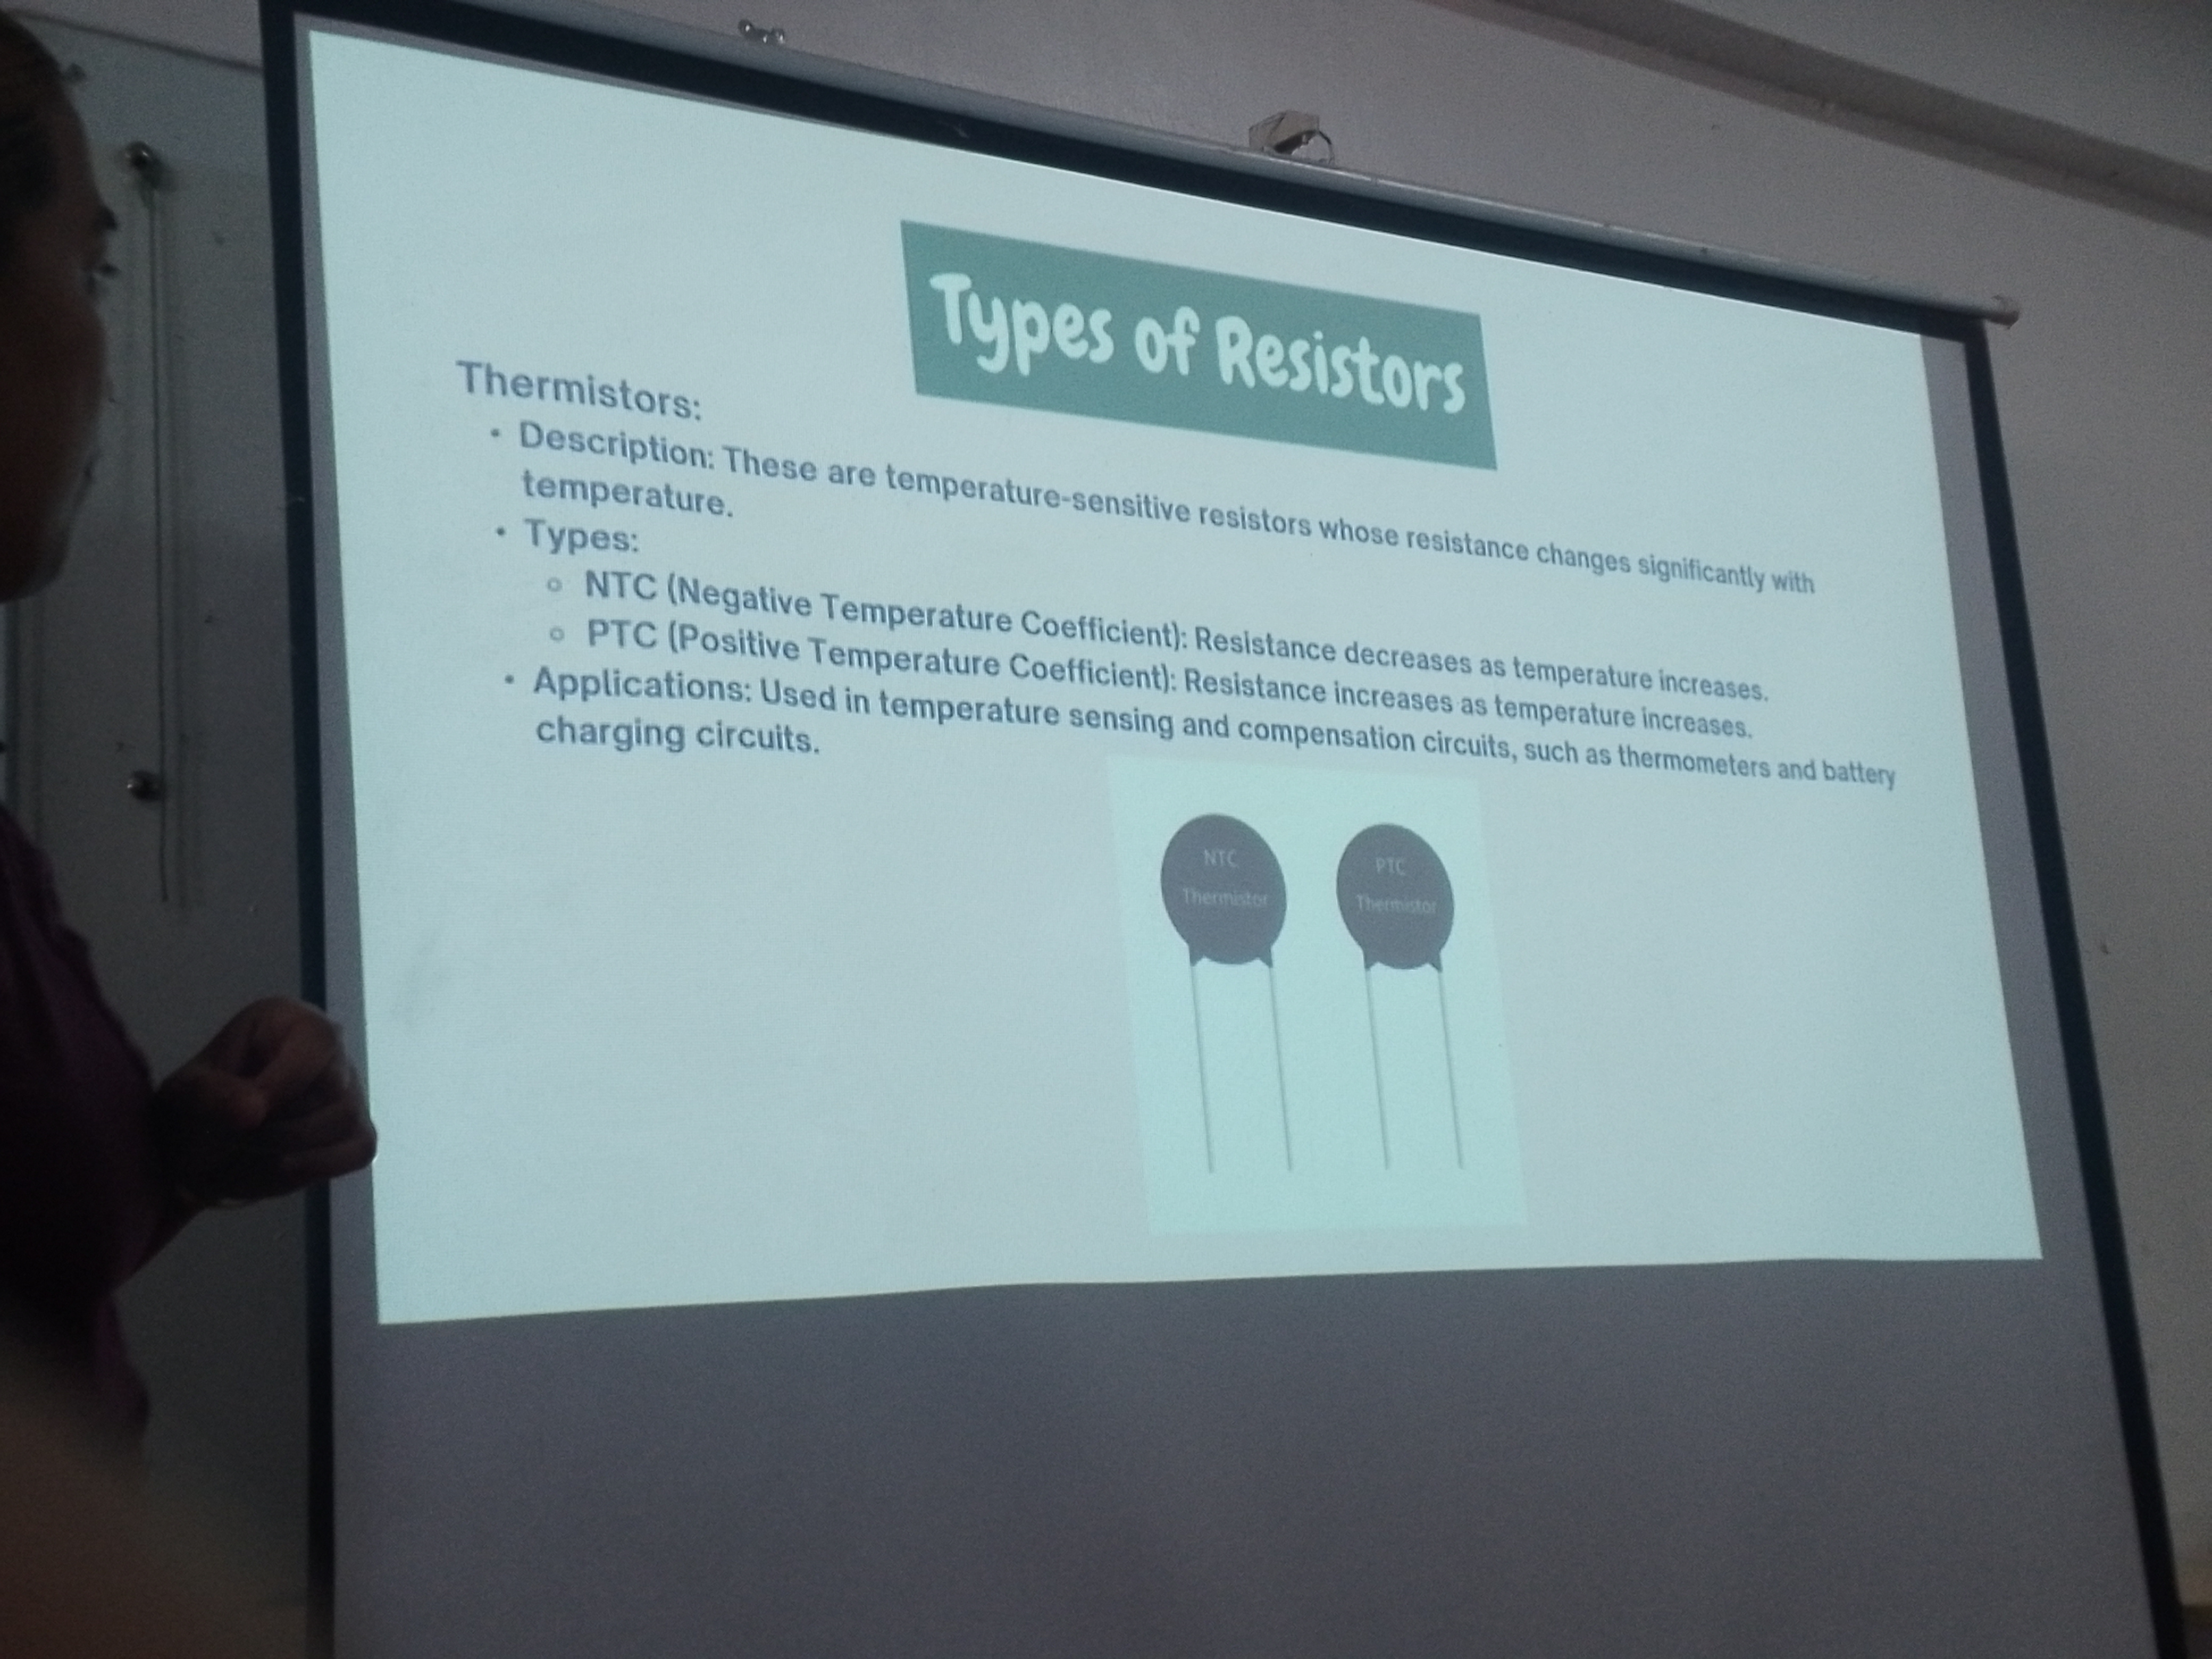 Types of Resistors
Thermistors:
• Description: These are temperature-sensitive resistors whose resistance changes significantly with
temperature.
• Types:
○ NTC (Negative Temperature Coefficient): Resistance decreases as temperature increases.
○ PTC (Positive Temperature Coefficient): Resistance increases as temperature increases.
• Applications: Used in temperature sensing and compensation circuits, such as thermometers and battery
charging circuits.
NTC
Thermistor
PTC
Thermistor